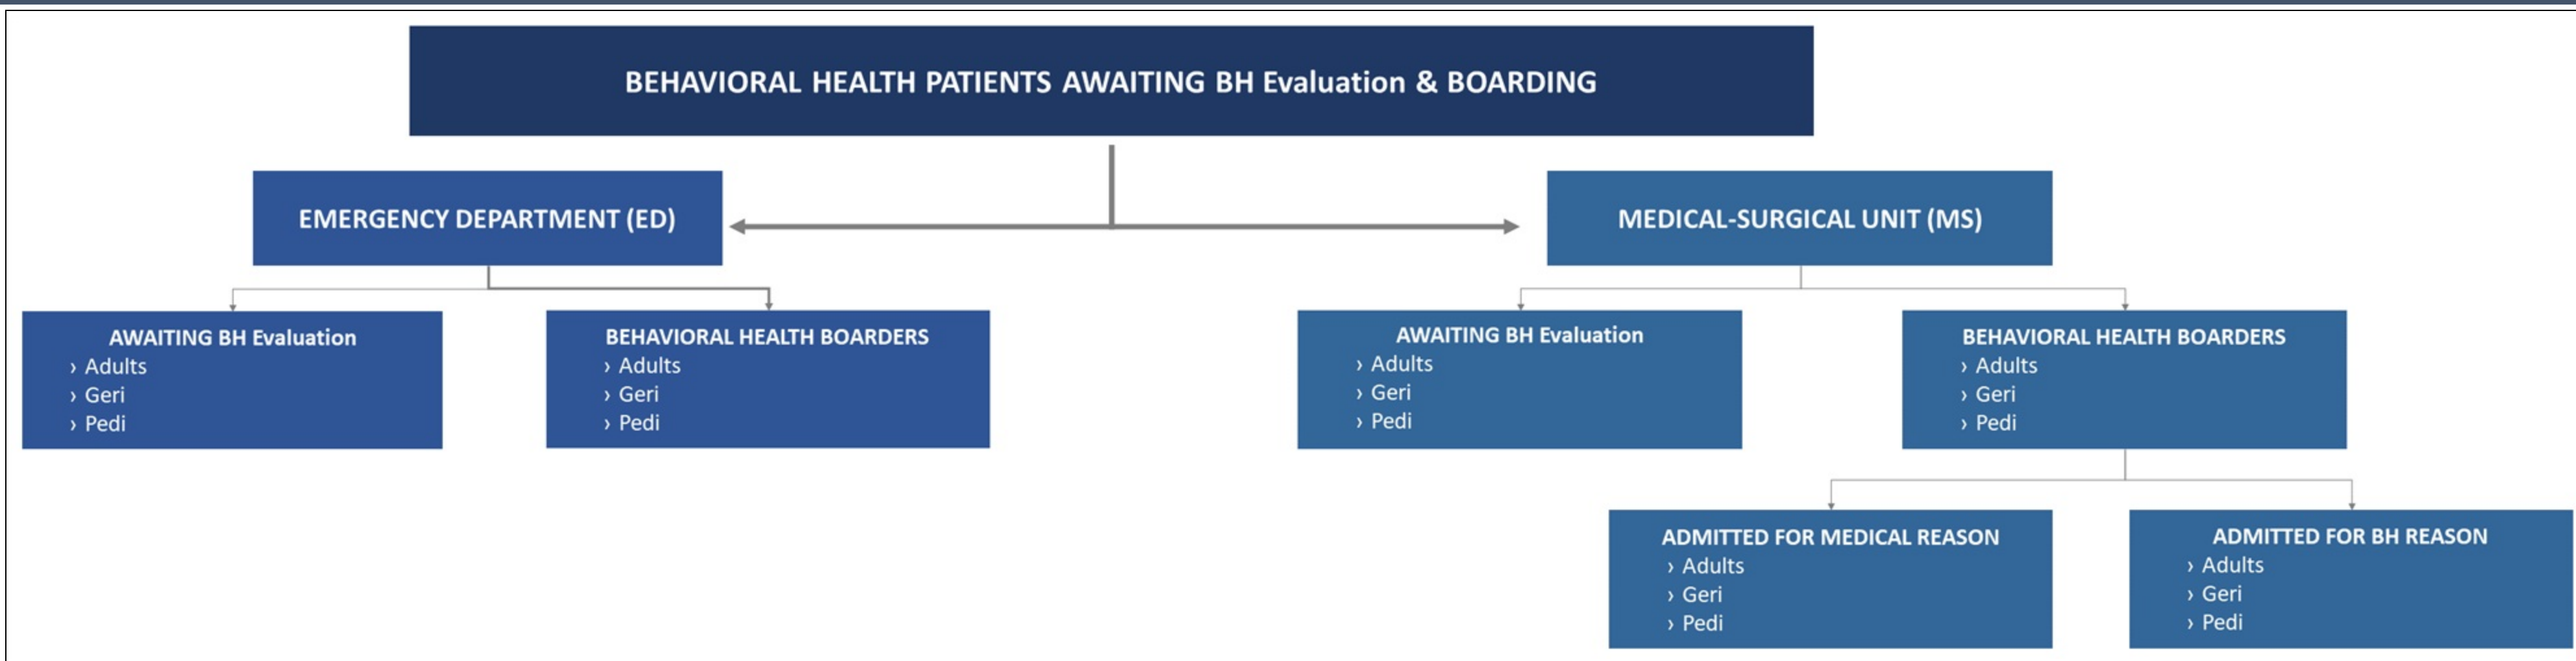 BEHAVIORAL HEALTH PATIENTS AWAITING BH Evaluation & BOARDING
EMERGENCY DEPARTMENT (ED)
MEDICAL-SURGICAL UNIT (MS)
AWAITING BH Evaluation
› Adults
› Geri
› Pedi
BEHAVIORAL HEALTH BOARDERS
› Adults
› Geri
› Pedi
AWAITING BH Evaluation
› Adults
› Geri
› Pedi
BEHAVIORAL HEALTH BOARDERS
› Adults
› Geri
› Pedi
ADMITTED FOR MEDICAL REASON
› Adults
› Geri
› Pedi
ADMITTED FOR BH REASON
› Adults
› Geri
› Pedi